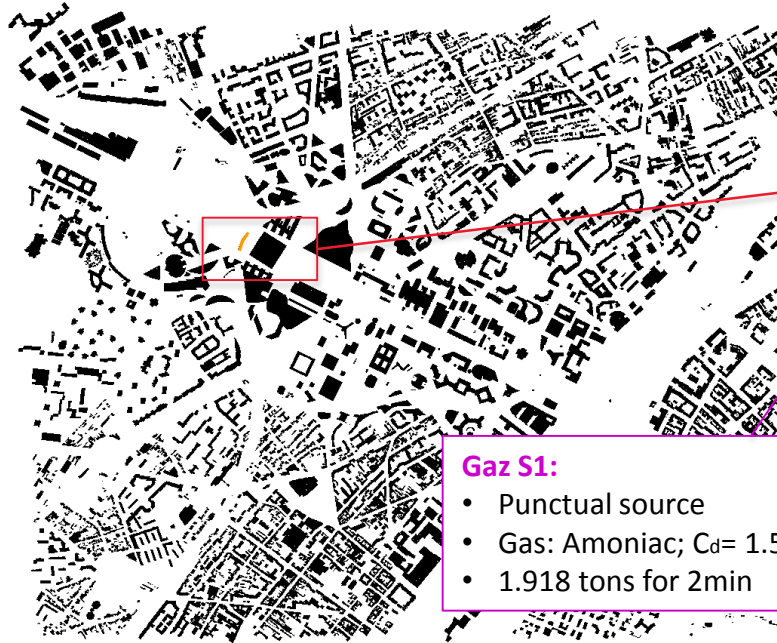 Gaz S1:
• Punctual source
• Gas: Amoniac; Cd= 1.5
• 1.918 tons for 2min